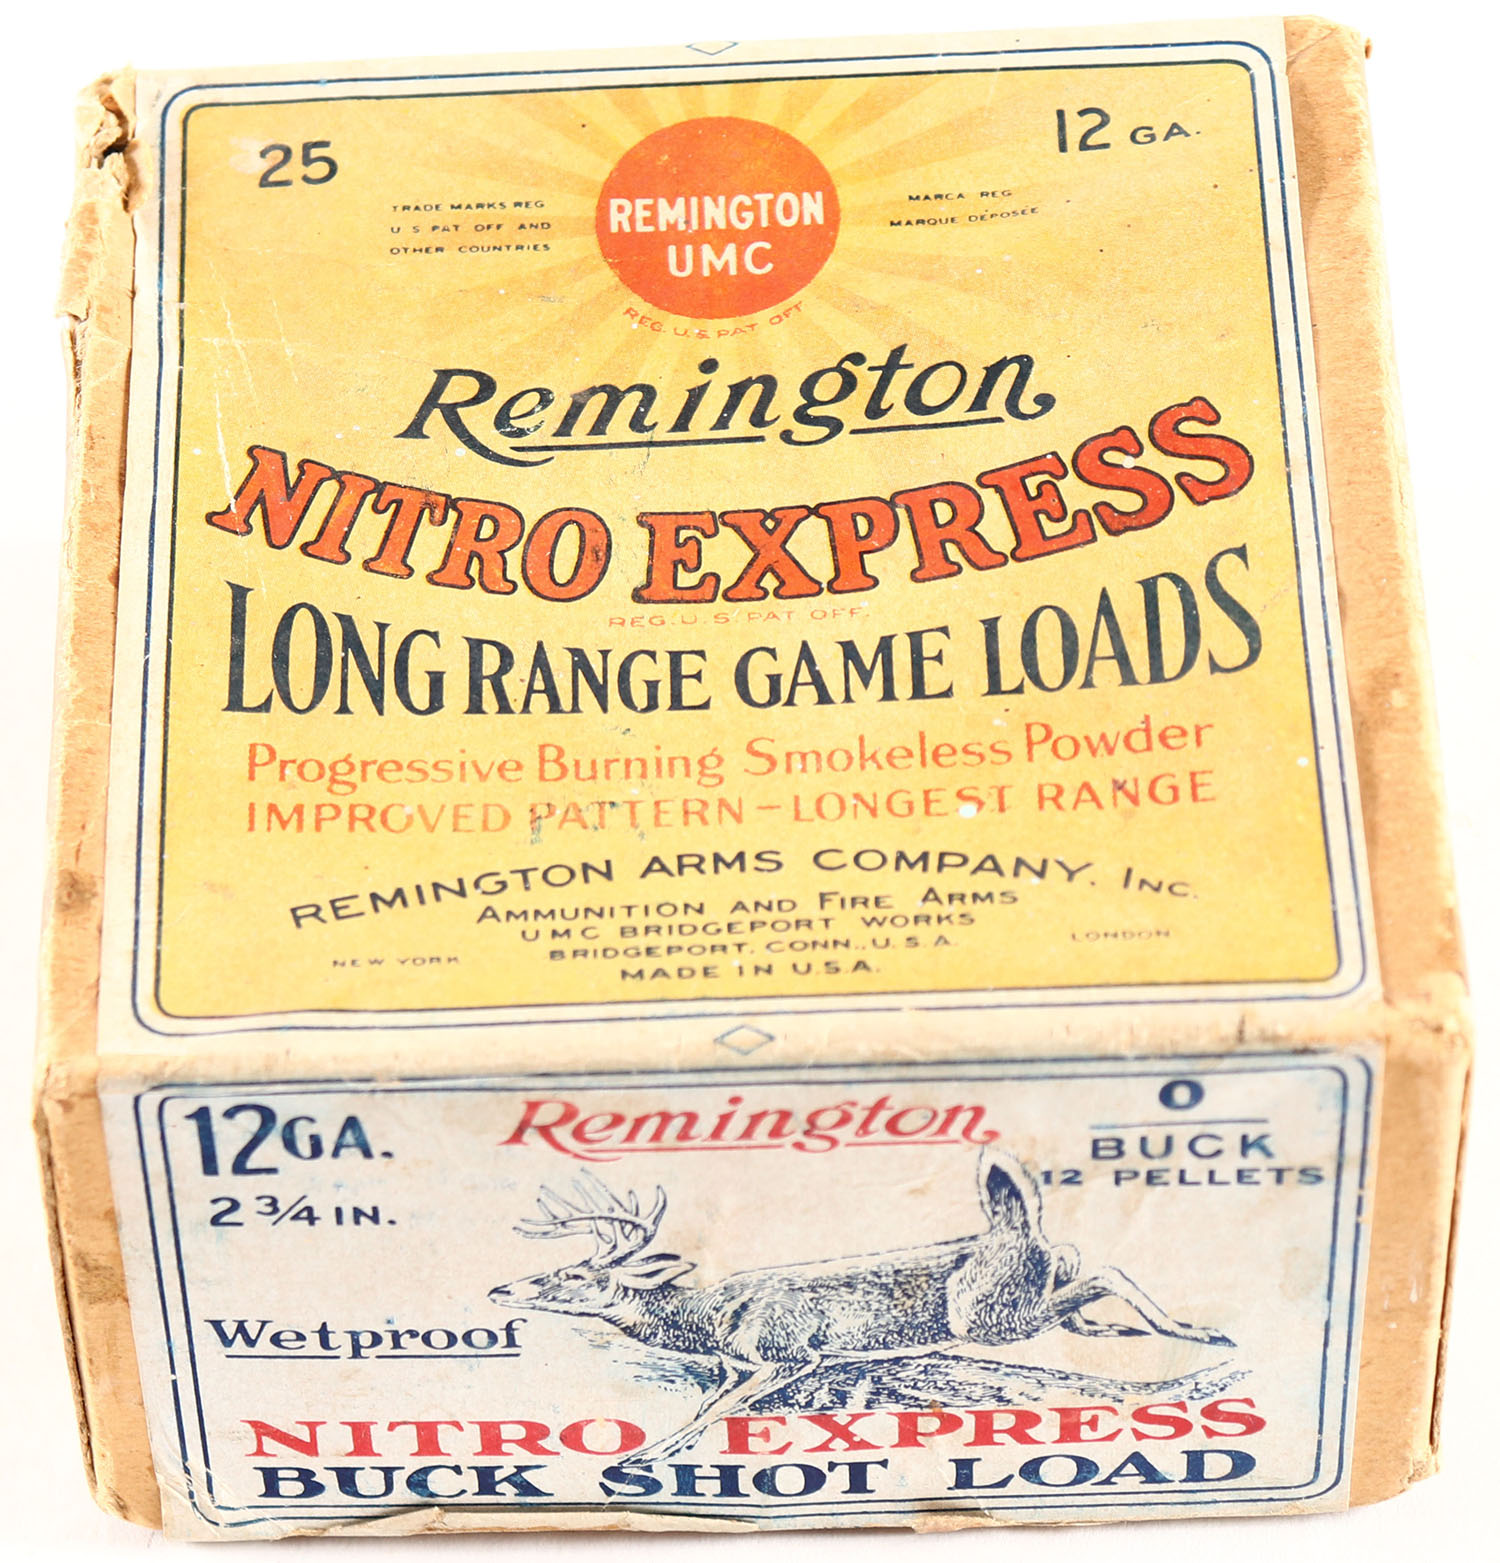 25
12 GA.
TRADE MARKS REG
U S PAT OFF AND
OTHER COUNTRIES
REMINGTON
UMC
REG. U. S. PAT OFF
MARCA REG
MARQUE DÉPOSÉE
Remington
NITRO EXPRESS
REG. U. S. PAT OFF.
LONG RANGE GAME LOADS
Progressive Burning Smokeless Powder
IMPROVED PATTERN–LONGEST RANGE
REMINGTON ARMS COMPANY. INC.
AMMUNITION AND FIRE ARMS
UMC BRIDGEPORT WORKS
BRIDGEPORT, CONN., U. S. A.
NEW YORK
LONDON
MADE IN U.S.A.
12 GA.
2 3/4 IN.
Remington
0
BUCK
12 PELLETS
Wetproof
NITRO EXPRESS
BUCK SHOT LOAD